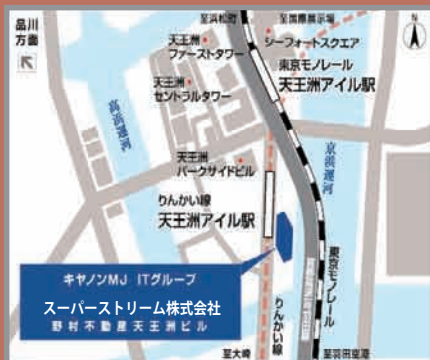 品川
方面
至浜松町
至国際展示場
N
天王洲
ファーストタワー
シーフォートスクエア
東京モノレール
天王洲アイル駅
天王洲
セントラルタワー
高浜運河
京浜運河
天王洲
パークサイドビル
りんかい線
天王洲アイル駅
キヤノンMJ ITグループ
スーパーストリーム株式会社
野村不動産天王洲ビル
東京モノレール
りんかい線
至大崎
至羽田空港